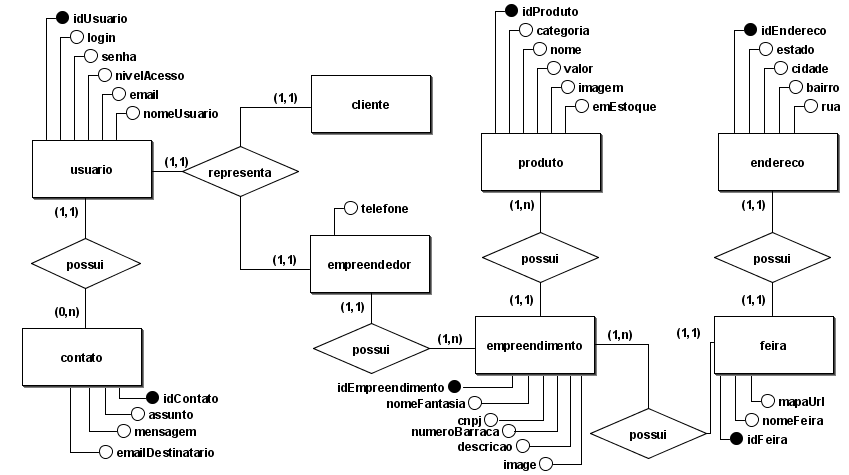 idUsuario
login
senha
nivelAcesso
email
nomeUsuario
usuario
(1,1)
representa
(1,1)
cliente
(1,1)
telefone
empreendedor
(1,1)
possui
(0,n)
contato
idContato
assunto
mensagem
emailDestinatario
(1,1)
possui
(1,n)
idProduto
categoria
nome
valor
imagem
emEstoque
produto
(1,n)
possui
(1,1)
empreendimento
idEmpreendimento
nomeFantasia
cnpj
numeroBarraca
descricao
image
(1,n)
possui
(1,1)
idEndereco
estado
cidade
bairro
rua
endereco
(1,1)
possui
(1,1)
feira
mapaUrl
nomeFeira
idFeira